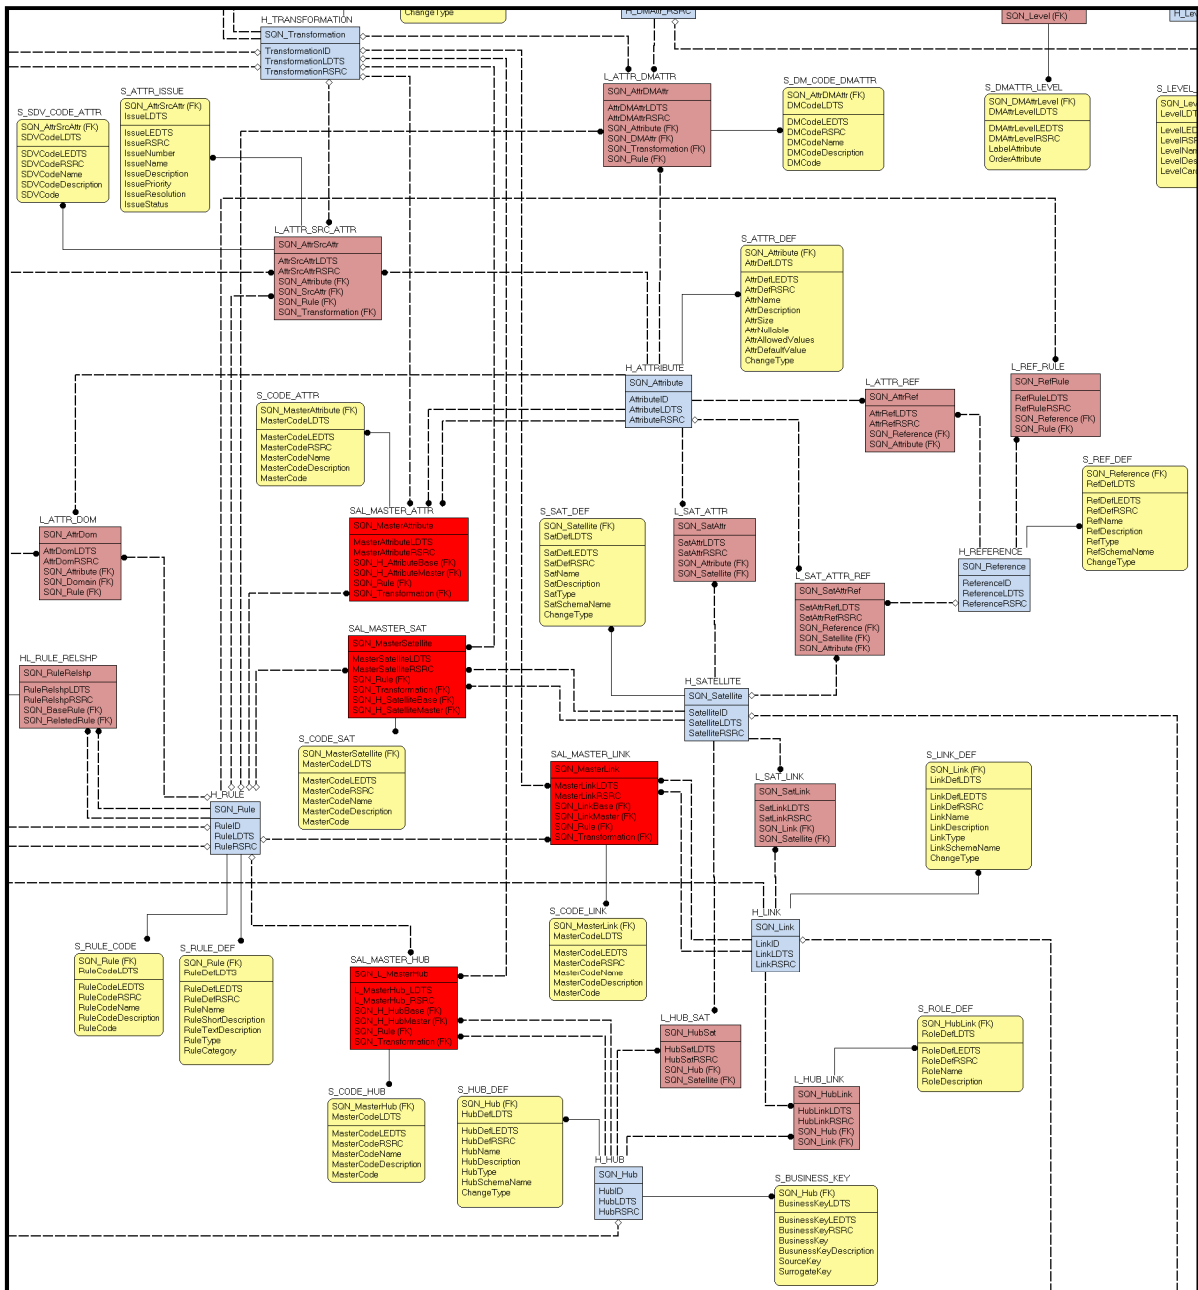 H_TRANSFORMATION
SQN_Transformation
TransformationID
TransformationLDTS
TransformationRSRC
ChangeType
H_DMAttr_RSRC
SQN_Level (FK)
L_ATTR_DMATTR
SQN_AttrDMAttr
AttrDMAttrLDTS
AttrDMAttrRSRC
SQN_Attribute (FK)
SQN_DMAttr (FK)
SQN_Transformation (FK)
SQN_Rule (FK)
S_DM_CODE_DMATTR
SQN_AttrDMAttr (FK)
DMCodeLDTS
DMCodeLEDTS
DMCodeRSRC
DMCodeName
DMCodeDescription
DMCode
S_DMATTR_LEVEL
SQN_DMAttrLevel (FK)
DMAttrLevelLDTS
DMAttrLevelLEDTS
DMAttrLevelRSRC
LabelAttribute
OrderAttribute
S_LEVEL_
SQN_Lev
LevelLDT
LevelLED
LevelRSR
LevelNam
LevelDes
LevelCar
S_SDV_CODE_ATTR
SQN_AttrSrcAttr (FK)
SDVCodeLDTS
SDVCodeLEDTS
SDVCodeRSRC
SDVCodeName
SDVCodeDescription
SDVCode
S_ATTR_ISSUE
SQN_AttrSrcAttr (FK)
IssueLDTS
IssueLEDTS
IssueRSRC
IssueNumber
IssueName
IssueDescription
IssuePriority
IssueResolution
IssueStatus
L_ATTR_SRC_ATTR
SQN_AttrSrcAttr
AttrSrcAttrLDTS
AttrSrcAttrRSRC
SQN_Attribute (FK)
SQN_SrcAttr (FK)
SQN_Rule (FK)
SQN_Transformation (FK)
S_ATTR_DEF
SQN_Attribute (FK)
AttrDefLDTS
AttrDefLEDTS
AttrDefRSRC
AttrName
AttrDescription
AttrSize
AttrNullable
AttrAllowedValues
AttrDefaultValue
ChangeType
H_ATTRIBUTE
SQN_Attribute
AttributeID
AttributeLDTS
AttributeRSRC
L_ATTR_REF
SQN_AttrRef
AttrRefLDTS
AttrRefRSRC
SQN_Reference (FK)
SQN_Attribute (FK)
L_REF_RULE
SQN_RefRule
RefRuleLDTS
RefRuleRSRC
SQN_Reference (FK)
SQN_Rule (FK)
S_CODE_ATTR
SQN_MasterAttribute (FK)
MasterCodeLDTS
MasterCodeLEDTS
MasterCodeRSRC
MasterCodeName
MasterCodeDescription
MasterCode
S_REF_DEF
SQN_Reference (FK)
RefDefLDTS
RefDefLEDTS
RefDefRSRC
RefName
RefDescription
RefType
RefSchemaName
ChangeType
L_ATTR_DOM
SQN_AttrDom
AttrDomLDTS
AttrDomRSRC
SQN_Attribute (FK)
SQN_Domain (FK)
SQN_Rule (FK)
SAL_MASTER_ATTR
SQN_MasterAttribute
MasterAttributeLDTS
MasterAttributeRSRC
SQN_H_AttributeBase (FK)
SQN_H_AttributeMaster (FK)
SQN_Rule (FK)
SQN_Transformation (FK)
S_SAT_DEF
SQN_Satellite (FK)
SatDefLDTS
SatDefLEDTS
SatDefRSRC
SatName
SatDescription
SatType
SatSchemaName
ChangeType
L_SAT_ATTR
SQN_SatAttr
SatAttrLDTS
SatAttrRSRC
SQN_Attribute (FK)
SQN_Satellite (FK)
H_REFERENCE
SQN_Reference
ReferenceID
ReferenceLDTS
ReferenceRSRC
L_SAT_ATTR_REF
SQN_SatAttrRef
SatAttrRefLDTS
SatAttrRefRSRC
SQN_Reference (FK)
SQN_Satellite (FK)
SQN_Attribute (FK)
SAL_MASTER_SAT
SQN_MasterSatellite
MasterSatelliteLDTS
MasterSatelliteRSRC
SQN_Rule (FK)
SQN_Transformation (FK)
SQN_H_SatelliteBase (FK)
SQN_H_SatelliteMaster (FK)
HL_RULE_RELSHP
SQN_RuleRelshp
RuleRelshpLDTS
RuleRelshpRSRC
SQN_BaseRule (FK)
SQN_RelatedRule (FK)
H_SATELLITE
SQN_Satellite
SatelliteID
SatelliteLDTS
SatelliteRSRC
S_CODE_SAT
SQN_MasterSatellite (FK)
MasterCodeLDTS
MasterCodeLEDTS
MasterCodeRSRC
MasterCodeName
MasterCodeDescription
MasterCode
SAL_MASTER_LINK
SQN_MasterLink
MasterLinkLDTS
MasterLinkRSRC
SQN_LinkBase (FK)
SQN_LinkMaster (FK)
SQN_Rule (FK)
SQN_Transformation (FK)
L_SAT_LINK
SQN_SatLink
SatLinkLDTS
SatLinkRSRC
SQN_Link (FK)
SQN_Satellite (FK)
S_LINK_DEF
SQN_Link (FK)
LinkDefLDTS
LinkDefLEDTS
LinkDefRSRC
LinkName
LinkDescription
LinkType
LinkSchemaName
ChangeType
H_RULE
SQN_Rule
RuleID
RuleLDTS
RuleRSRC
S_CODE_LINK
SQN_MasterLink (FK)
MasterCodeLDTS
MasterCodeLEDTS
MasterCodeRSRC
MasterCodeName
MasterCodeDescription
MasterCode
H_LINK
SQN_Link
LinkID
LinkLDTS
LinkRSRC
S_RULE_CODE
SQN_Rule (FK)
RuleCodeLDTS
RuleCodeLEDTS
RuleCodeRSRC
RuleCodeName
RuleCodeDescription
RuleCode
S_RULE_DEF
SQN_Rule (FK)
RuleDefLDTS
RuleDefLEDTS
RuleDefRSRC
RuleName
RuleShortDescription
RuleTextDescription
RuleType
RuleCategory
SAL_MASTER_HUB
SQN_L_MasterHub
L_MasterHub_LDTS
L_MasterHub_RSRC
SQN_H_HubBase (FK)
SQN_H_HubMaster (FK)
SQN_Rule (FK)
SQN_Transformation (FK)
L_HUB_SAT
SQN_HubSat
HubSatLDTS
HubSatRSRC
SQN_Hub (FK)
SQN_Satellite (FK)
S_ROLE_DEF
SQN_HubLink (FK)
RoleDefLDTS
RoleDefLEDTS
RoleDefRSRC
RoleName
RoleDescription
L_HUB_LINK
SQN_HubLink
HubLinkLDTS
HubLinkRSRC
SQN_Hub (FK)
SQN_Link (FK)
S_CODE_HUB
SQN_MasterHub (FK)
MasterCodeLDTS
MasterCodeLEDTS
MasterCodeRSRC
MasterCodeName
MasterCodeDescription
MasterCode
S_HUB_DEF
SQN_Hub (FK)
HubDefLDTS
HubDefLEDTS
HubDefRSRC
HubName
HubDescription
HubType
HubSchemaName
ChangeType
H_HUB
SQN_Hub
HubID
HubLDTS
HubRSRC
S_BUSINESS_KEY
SQN_Hub (FK)
BusinessKeyLDTS
BusinessKeyLEDTS
BusinessKeyRSRC
BusinessKey
BusunessKeyDescription
SourceKey
SurrogateKey